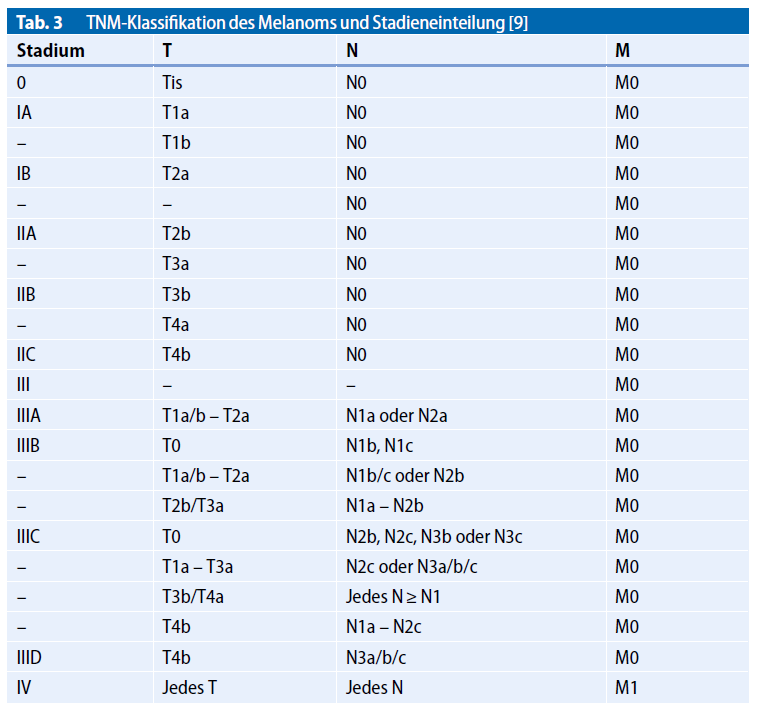 Tab. 3 TNM-Klassifikation des Melanoms und Stadieneinteilung [9]
Stadium T N M
0 Tis N0 M0
IA T1a N0 M0
– T1b N0 M0
IB T2a N0 M0
– – N0 M0
IIA T2b N0 M0
– T3a N0 M0
IIB T3b N0 M0
– T4a N0 M0
IIC T4b N0 M0
III – – M0
IIIA T1a/b – T2a N1a oder N2a M0
IIIB T0 N1b, N1c M0
– T1a/b – T2a N1b/c oder N2b M0
– T2b/T3a N1a – N2b M0
IIIC T0 N2b, N2c, N3b oder N3c M0
– T1a – T3a N2c oder N3a/b/c M0
– T3b/T4a Jedes N ≥ N1 M0
– T4b N1a – N2c M0
IIID T4b N3a/b/c M0
IV Jedes T Jedes N M1